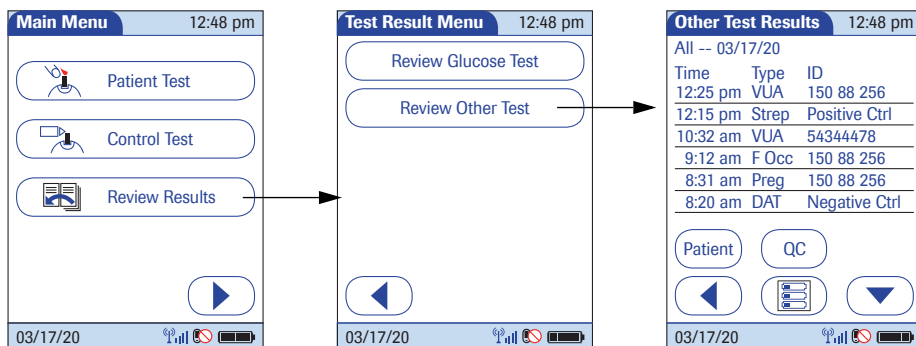 Main Menu 12:48 pm
Patient Test
Control Test
Review Results
03/17/20
Test Result Menu 12:48 pm
Review Glucose Test
Review Other Test
03/17/20
Other Test Results 12:48 pm
All -- 03/17/20
Time Type ID
12:25 pm VUA 150 88 256
12:15 pm Strep Positive Ctrl
10:32 am VUA 54344478
9:12 am F Occ 150 88 256
8:31 am Preg 150 88 256
8:20 am DAT Negative Ctrl
Patient QC
03/17/20